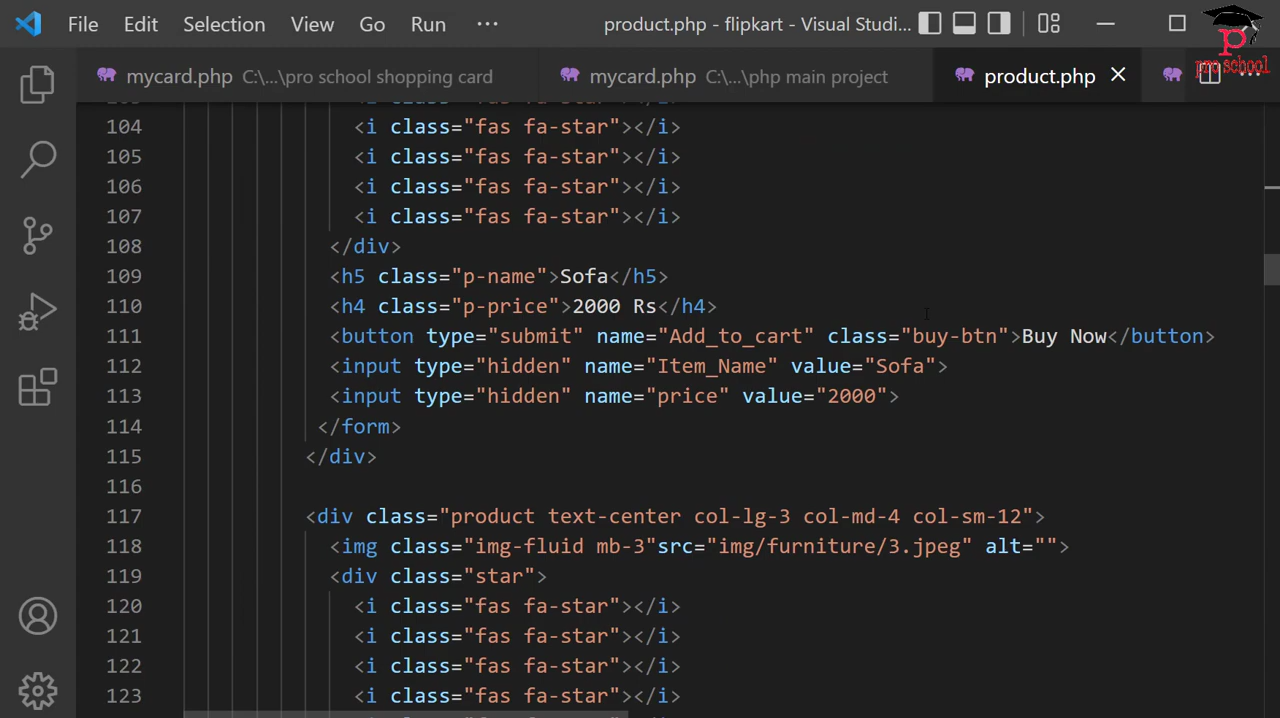 File Edit Selection View Go Run ··· product.php - flipkart - Visual Studi...
p
pro school
mycard.php C:\...\pro school shopping card mycard.php C:\...\php main project product.php
104 <i class="fas fa-star"></i>
105 <i class="fas fa-star"></i>
106 <i class="fas fa-star"></i>
107 <i class="fas fa-star"></i>
108 </div>
109 <h5 class="p-name">Sofa</h5>
110 <h4 class="p-price">2000 Rs</h4>
111 <button type="submit" name="Add_to_cart" class="buy-btn">Buy Now</button>
112 <input type="hidden" name="Item_Name" value="Sofa">
113 <input type="hidden" name="price" value="2000">
114 </form>
115 </div>
116
117 <div class="product text-center col-lg-3 col-md-4 col-sm-12">
118 <img class="img-fluid mb-3"src="img/furniture/3.jpeg" alt="">
119 <div class="star">
120 <i class="fas fa-star"></i>
121 <i class="fas fa-star"></i>
122 <i class="fas fa-star"></i>
123 <i class="fas fa-star"></i>